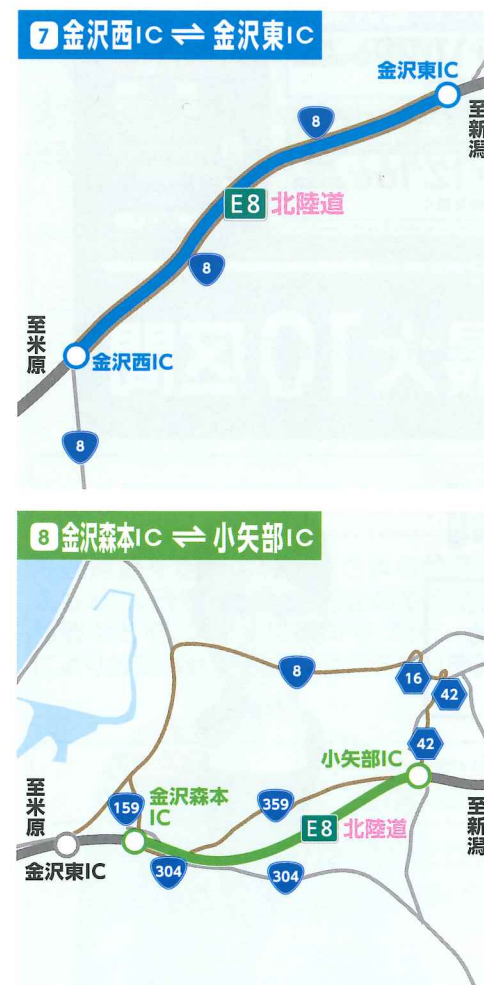 7 金沢西IC ⇌ 金沢東IC
金沢東IC
至新潟
8
E8 北陸道
8
至米原
金沢西IC
8
8 金沢森本IC ⇌ 小矢部IC
8
16
42
42
小矢部IC
159
金沢森本
IC
359
至米原
E8 北陸道
至新潟
金沢東IC
304
304